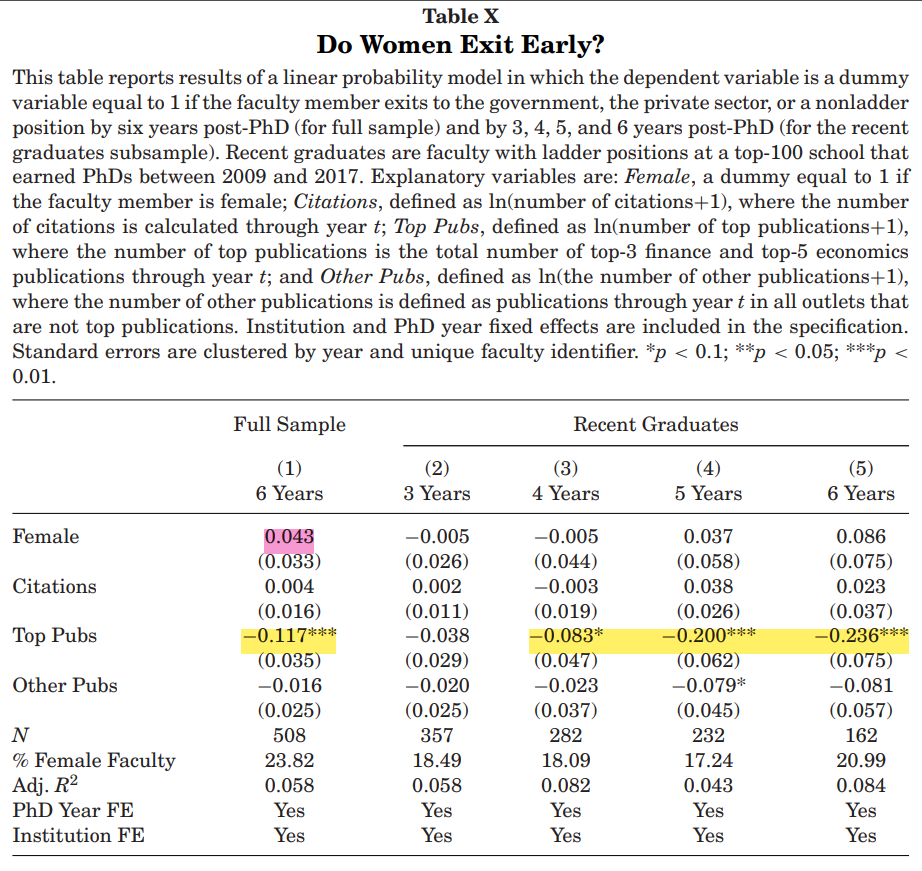 Table X
Do Women Exit Early?
This table reports results of a linear probability model in which the dependent variable is a dummy
variable equal to 1 if the faculty member exits to the government, the private sector, or a nonladder
position by six years post-PhD (for full sample) and by 3, 4, 5, and 6 years post-PhD (for the recent
graduates subsample). Recent graduates are faculty with ladder positions at a top-100 school that
earned PhDs between 2009 and 2017. Explanatory variables are: Female, a dummy equal to 1 if
the faculty member is female; Citations, defined as ln(number of citations+1), where the number
of citations is calculated through year t; Top Pubs, defined as ln(number of top publications+1),
where the number of top publications is the total number of top-3 finance and top-5 economics
publications through year t; and Other Pubs, defined as ln(the number of other publications+1),
where the number of other publications is defined as publications through year t in all outlets that
are not top publications. Institution and PhD year fixed effects are included in the specification.
Standard errors are clustered by year and unique faculty identifier. *p < 0.1; **p < 0.05; ***p <
0.01.
Full Sample Recent Graduates
(1) (2) (3) (4) (5)
6 Years 3 Years 4 Years 5 Years 6 Years
Female 0.043 −0.005 −0.005 0.037 0.086
(0.033) (0.026) (0.044) (0.058) (0.075)
Citations 0.004 0.002 −0.003 0.038 0.023
(0.016) (0.011) (0.019) (0.026) (0.037)
Top Pubs −0.117*** −0.038 −0.083* −0.200*** −0.236***
(0.035) (0.029) (0.047) (0.062) (0.075)
Other Pubs −0.016 −0.020 −0.023 −0.079* −0.081
(0.025) (0.025) (0.037) (0.045) (0.057)
N 508 357 282 232 162
% Female Faculty 23.82 18.49 18.09 17.24 20.99
Adj. R² 0.058 0.058 0.082 0.043 0.084
PhD Year FE Yes Yes Yes Yes Yes
Institution FE Yes Yes Yes Yes Yes